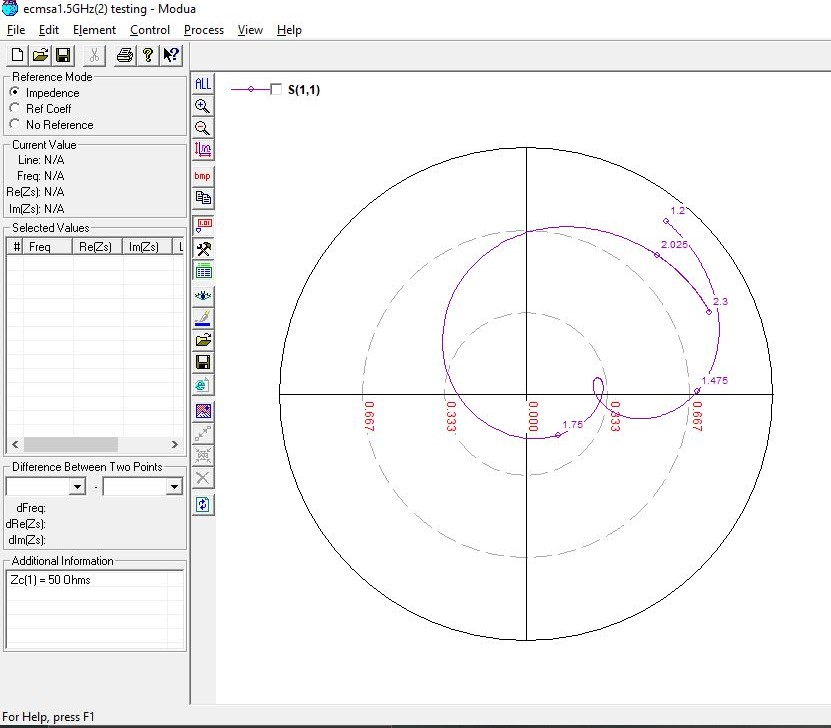 ecmsa1.5GHz(2) testing - Modua
File Edit Element Control Process View Help
Reference Mode
Impedence
Ref Coeff
No Reference
Current Value
Line: N/A
Freq: N/A
Re(Zs): N/A
Im(Zs): N/A
Selected Values
# Freq Re(Zs) Im(Zs) L
Difference Between Two Points
-
dFreq:
dRe(Zs):
dIm(Zs):
Additional Information
Zc(1) = 50 Ohms
ALL
bmp
1.01
S(1,1)
1.2
2.025
2.3
1.475
1.75
0.667
0.333
0.000
0.333
0.667
For Help, press F1